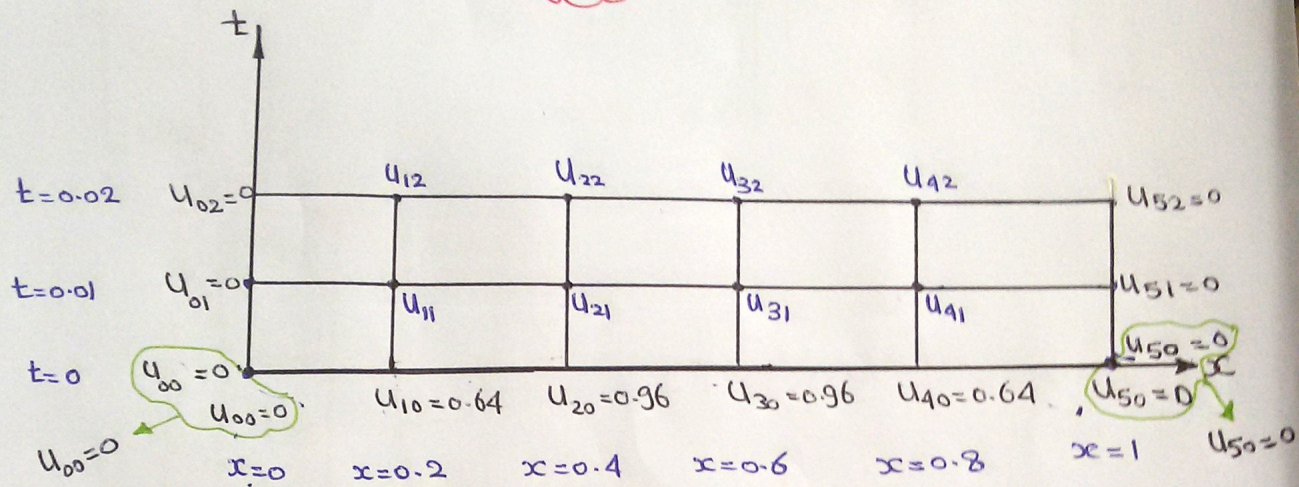 t
u12 u22 u32 u42
t=0.02 u02=0 u52=0
t=0.01 u01=0 u11 u21 u31 u41 u51=0
u50=0
t=0 u00=0 x
u00=0 u10=0.64 u20=0.96 u30=0.96 u40=0.64 u50=0
u00=0 x=0 x=0.2 x=0.4 x=0.6 x=0.8 x=1 u50=0